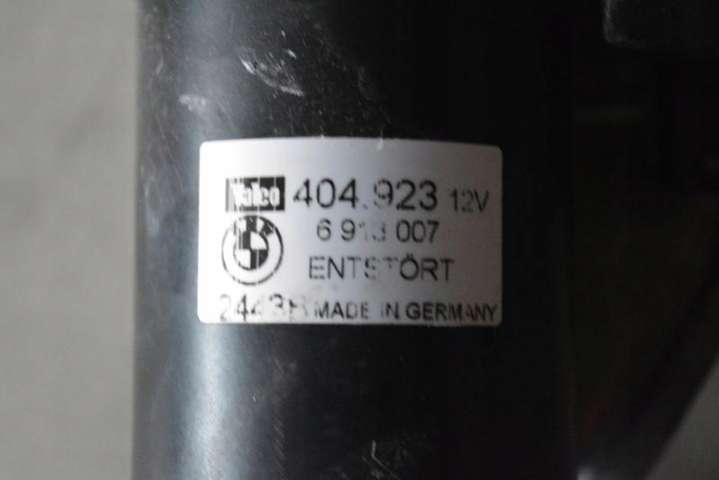 Valeo 404.923 12V
6 913 007
ENTSTÖRT
MADE IN GERMANY